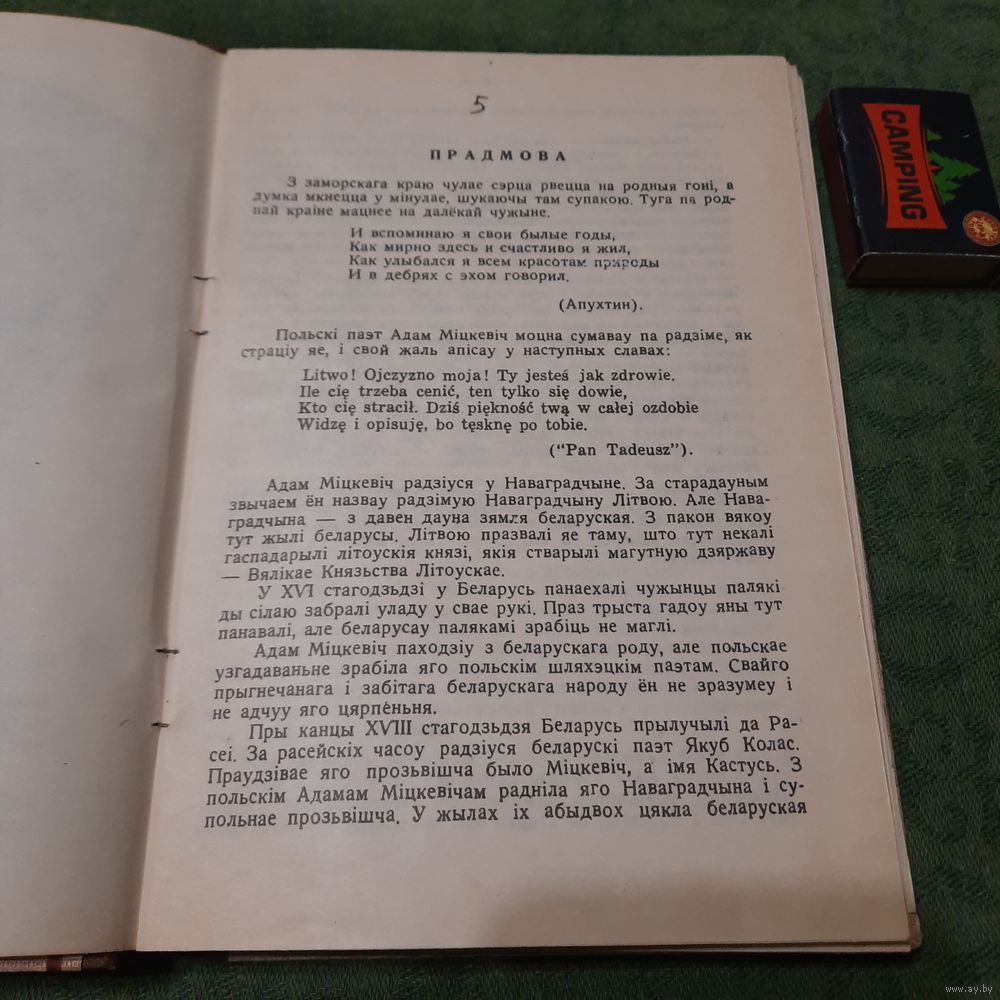 5
ПРАДМОВА
З заморскага краю чулае сэрца рвецца на родныя гоні, а
думка мкнецца у мінулае, шукаючы там супакою. Туга па род-
най краіне мацнее на далёкай чужыне.
И вспоминаю я свои былые годы,
Как мирно здесь и счастливо я жил,
Как улыбался я всем красотам природы
И в дебрях с эхом говорил.
(Апухтин).
Польскі паэт Адам Міцкевіч моцна сумавау па радзіме, як
страціу яе, і свой жаль апісау у наступных славах:
Litwo! Ojczyzno moja! Ty jesteś jak zdrowie.
Ile cię trzeba cenić, ten tylko się dowie,
Kto cię stracił. Dziś piękność twą w całej ozdobie
Widzę i opisuję, bo tęsknę po tobie.
(“Pan Tadeusz”).
Адам Міцкевіч радзіуся у Наваградчыне. За старадауным
звычаем ён назвау радзімую Наваградчыну Літвою. Але Нава-
градчына — з давен дауна зямля беларуская. З пакон вякоу
тут жылі беларусы. Літвою празвалі яе таму, што тут некалі
гаспадарылі літоускія князі, якія стварылі магутную дзяржаву
— Вялікае Князьства Літоускае.
У XVI стагодзьдзі у Беларусь панаехалі чужынцы палякі
ды сілаю забралі уладу у свае рукі. Праз трыста гадоу яны тут
панавалі, але беларусау палякамі зрабіць не маглі.
Адам Міцкевіч паходзіу з беларускага роду, але польскае
узгадаваньне зрабіла яго польскім шляхэцкім паэтам. Свайго
прыгнечанага і забітага беларускага народу ён не зразумеу і
не адчуу яго цярпéньня.
Пры канцы XVIII стагодзьдзя Беларусь прылучылі да Ра-
сеі. За расейскіх часоу радзіуся беларускі паэт Якуб Колас.
Праудзівае яго прозьвішча было Міцкевіч, а імя Кастусь. З
польскім Адамам Міцкевічам радніла яго Наваградчына і су-
польнае прозьвішча. У жылах іх абыдвох цякла беларуская
CAMPING
www.ay.by